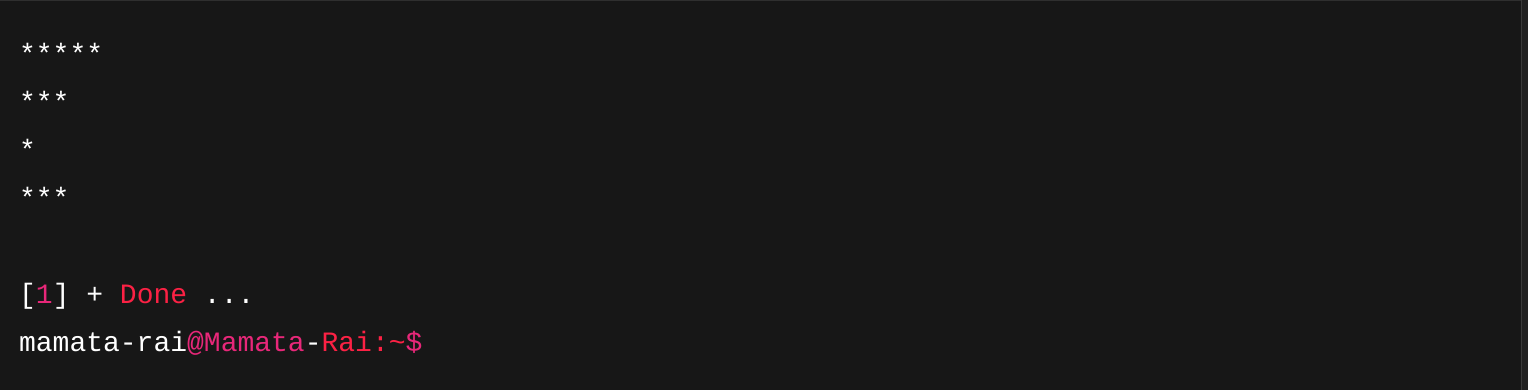 *****
***
*
***
[1] + Done ...
mamata-rai@Mamata-Rai:~$